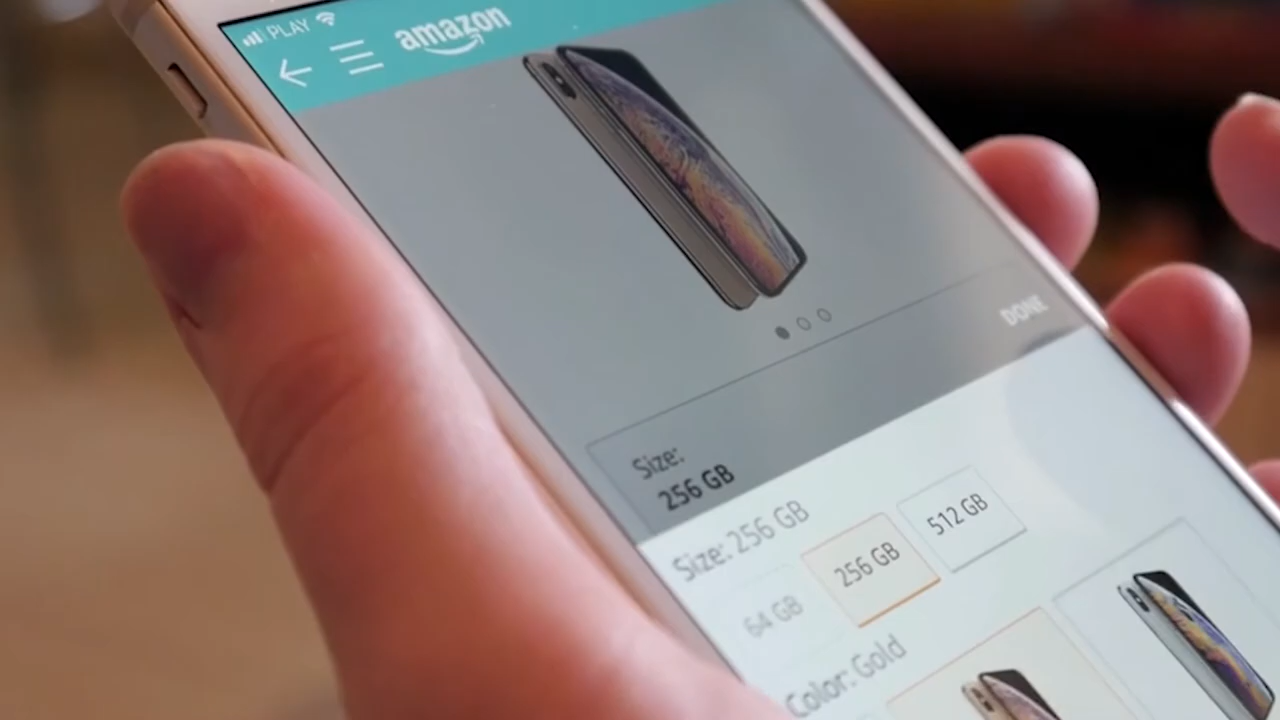 PLAY
amazon
DONE
Size:
256 GB
Size: 256 GB
64 GB
256 GB
512 GB
Color: Gold